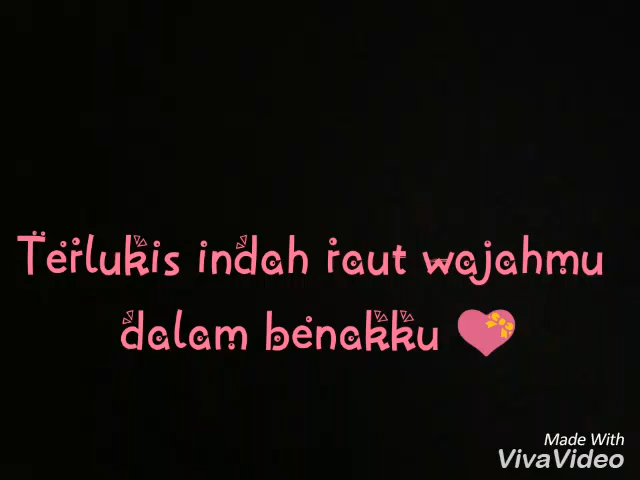 Terlukis indah raut wajahmu
dalam benakku 💝
Made With
VivaVideo